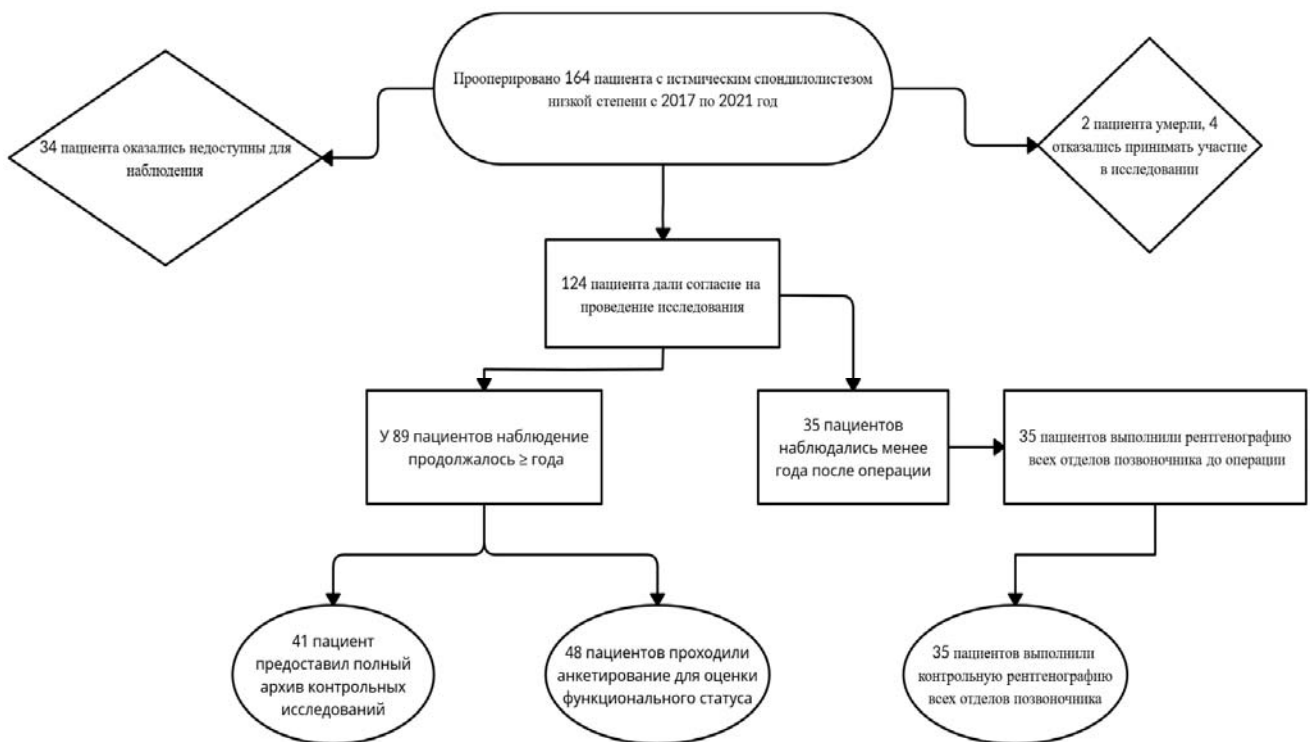 Прооперировано 164 пациента с истмическим спондилолистезом
низкой степени с 2017 по 2021 год
34 пациента оказались недоступны для
наблюдения
2 пациента умерли, 4
отказались принимать участие
в исследовании
124 пациента дали согласие на
проведение исследования
У 89 пациентов наблюдение
продолжалось ≥ года
35 пациентов
наблюдались менее
года после операции
35 пациентов выполнили рентгенографию
всех отделов позвоночника до операции
41 пациент
предоставил полный
архив контрольных
исследований
48 пациентов проходили
анкетирование для оценки
функционального статуса
35 пациентов выполнили
контрольную рентгенографию
всех отделов позвоночника